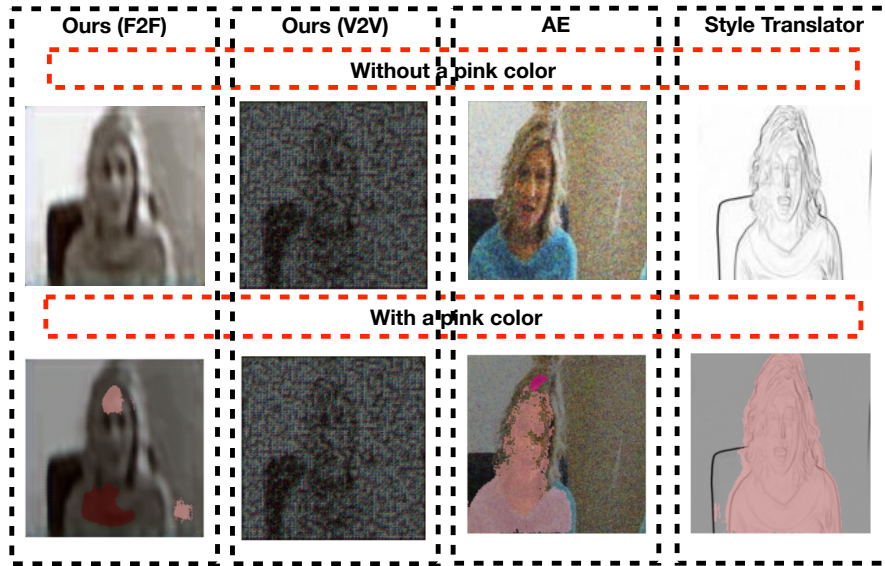 Ours (F2F) Ours (V2V) AE Style Translator
Without a pink color
With a pink color